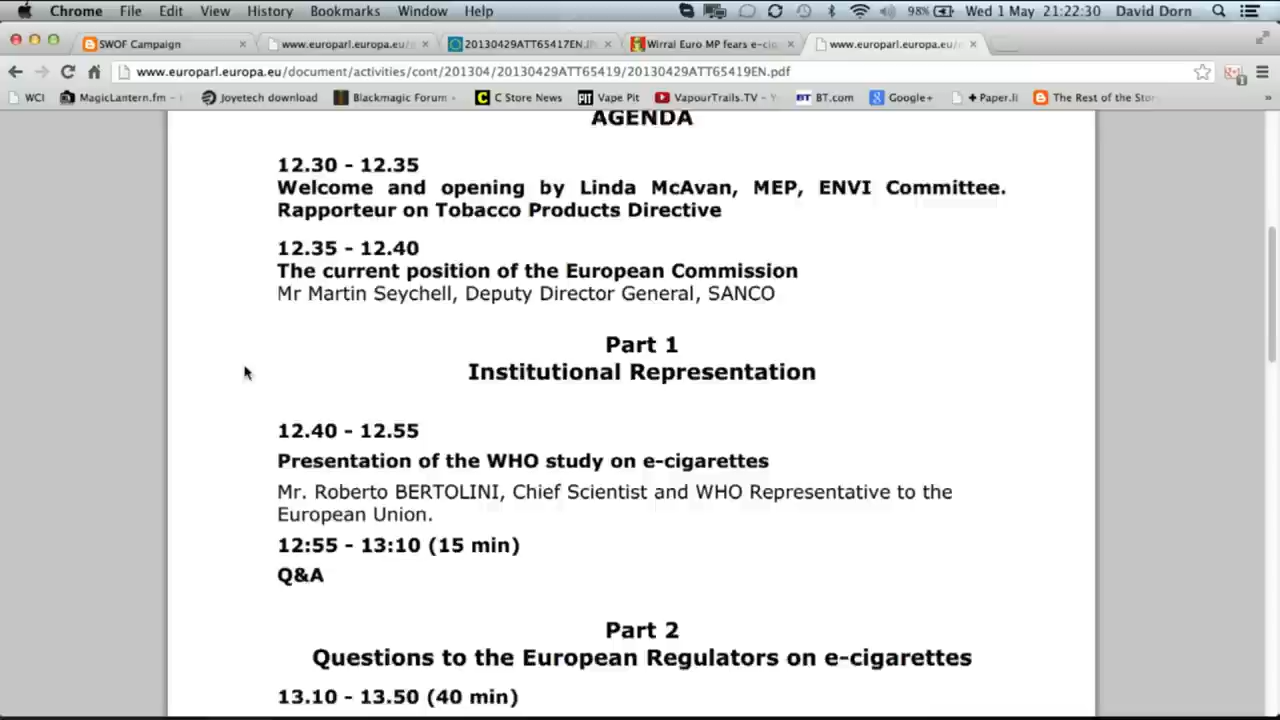 Chrome File Edit View History Bookmarks Window Help 98% Wed 1 May 21:22:30 David Dorn
SWOF Campaign www.europarl.europa.eu/ 20130429ATT65417EN. Wirral Euro MP fears e-ci www.europarl.europa.eu/
www.europarl.europa.eu/document/activities/cont/201304/20130429ATT65419/20130429ATT65419EN.pdf
WCI MagicLantern.fm – Joyetech download Blackmagic Forum C Store News PIT Vape Pit VapourTrails.TV – BT BT.com Google+ + Paper.li The Rest of the Stor »
AGENDA
12.30 - 12.35
Welcome and opening by Linda McAvan, MEP, ENVI Committee.
Rapporteur on Tobacco Products Directive
12.35 - 12.40
The current position of the European Commission
Mr Martin Seychell, Deputy Director General, SANCO
Part 1
Institutional Representation
12.40 - 12.55
Presentation of the WHO study on e-cigarettes
Mr. Roberto BERTOLINI, Chief Scientist and WHO Representative to the
European Union.
12:55 - 13:10 (15 min)
Q&A
Part 2
Questions to the European Regulators on e-cigarettes
13.10 - 13.50 (40 min)